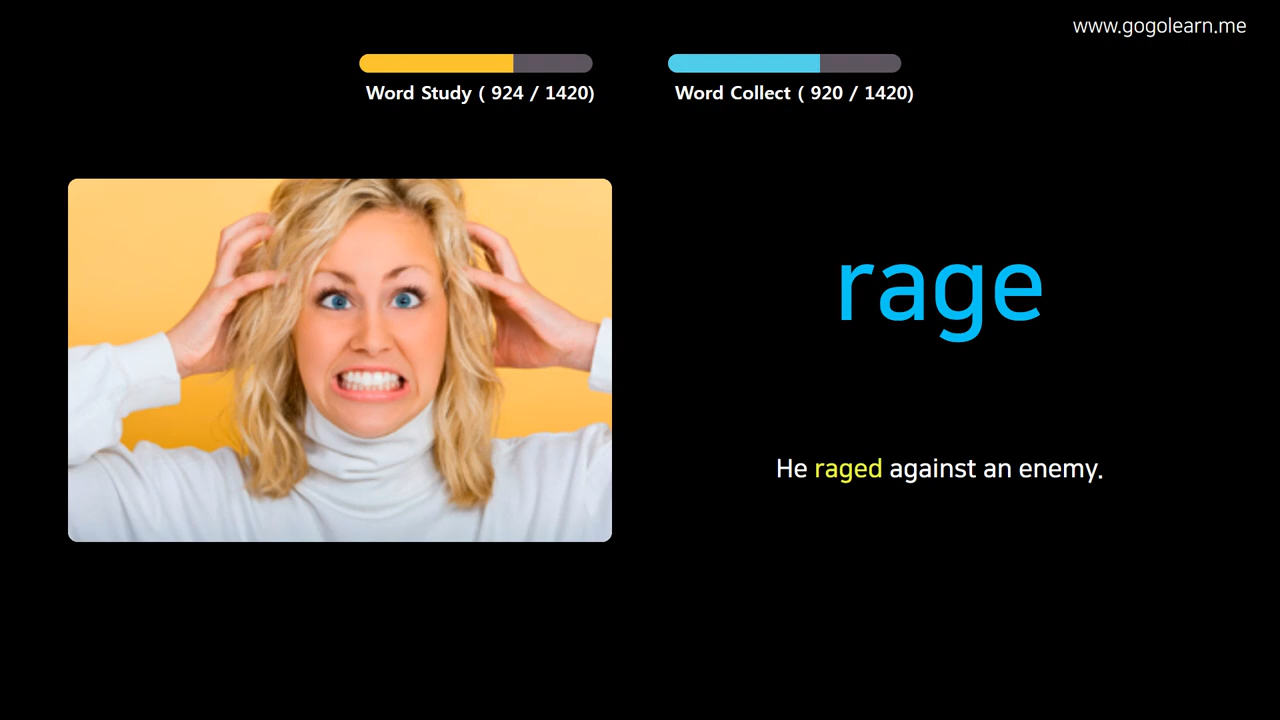 www.gogolearn.me
Word Study ( 924 / 1420)
Word Collect ( 920 / 1420)
rage
He raged against an enemy.